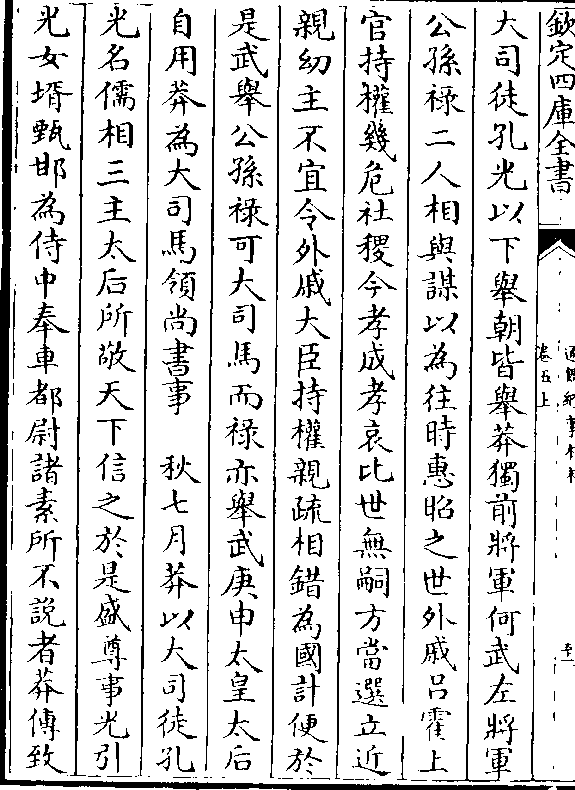 欽定四庫全書
通鑑紀事本末
卷五上
大司徒孔光以下舉朝皆舉莽獨前將軍何武左將軍
公孫祿二人相與謀以為往時惠昭之世外戚呂霍上
官持權幾危社稷今孝成孝哀比世無嗣方當選立近
親幼主不宜令外戚大臣持權親疏相錯為國計便於
是武舉公孫祿可大司馬而祿亦舉武庚申太皇太后
自用莽為大司馬領尚書事　秋七月莽以大司徒孔
光名儒相三主太后所敬天下信之於是盛尊事光引
光女壻甄邯為侍中奉車都尉諸素所不說者莽傅致